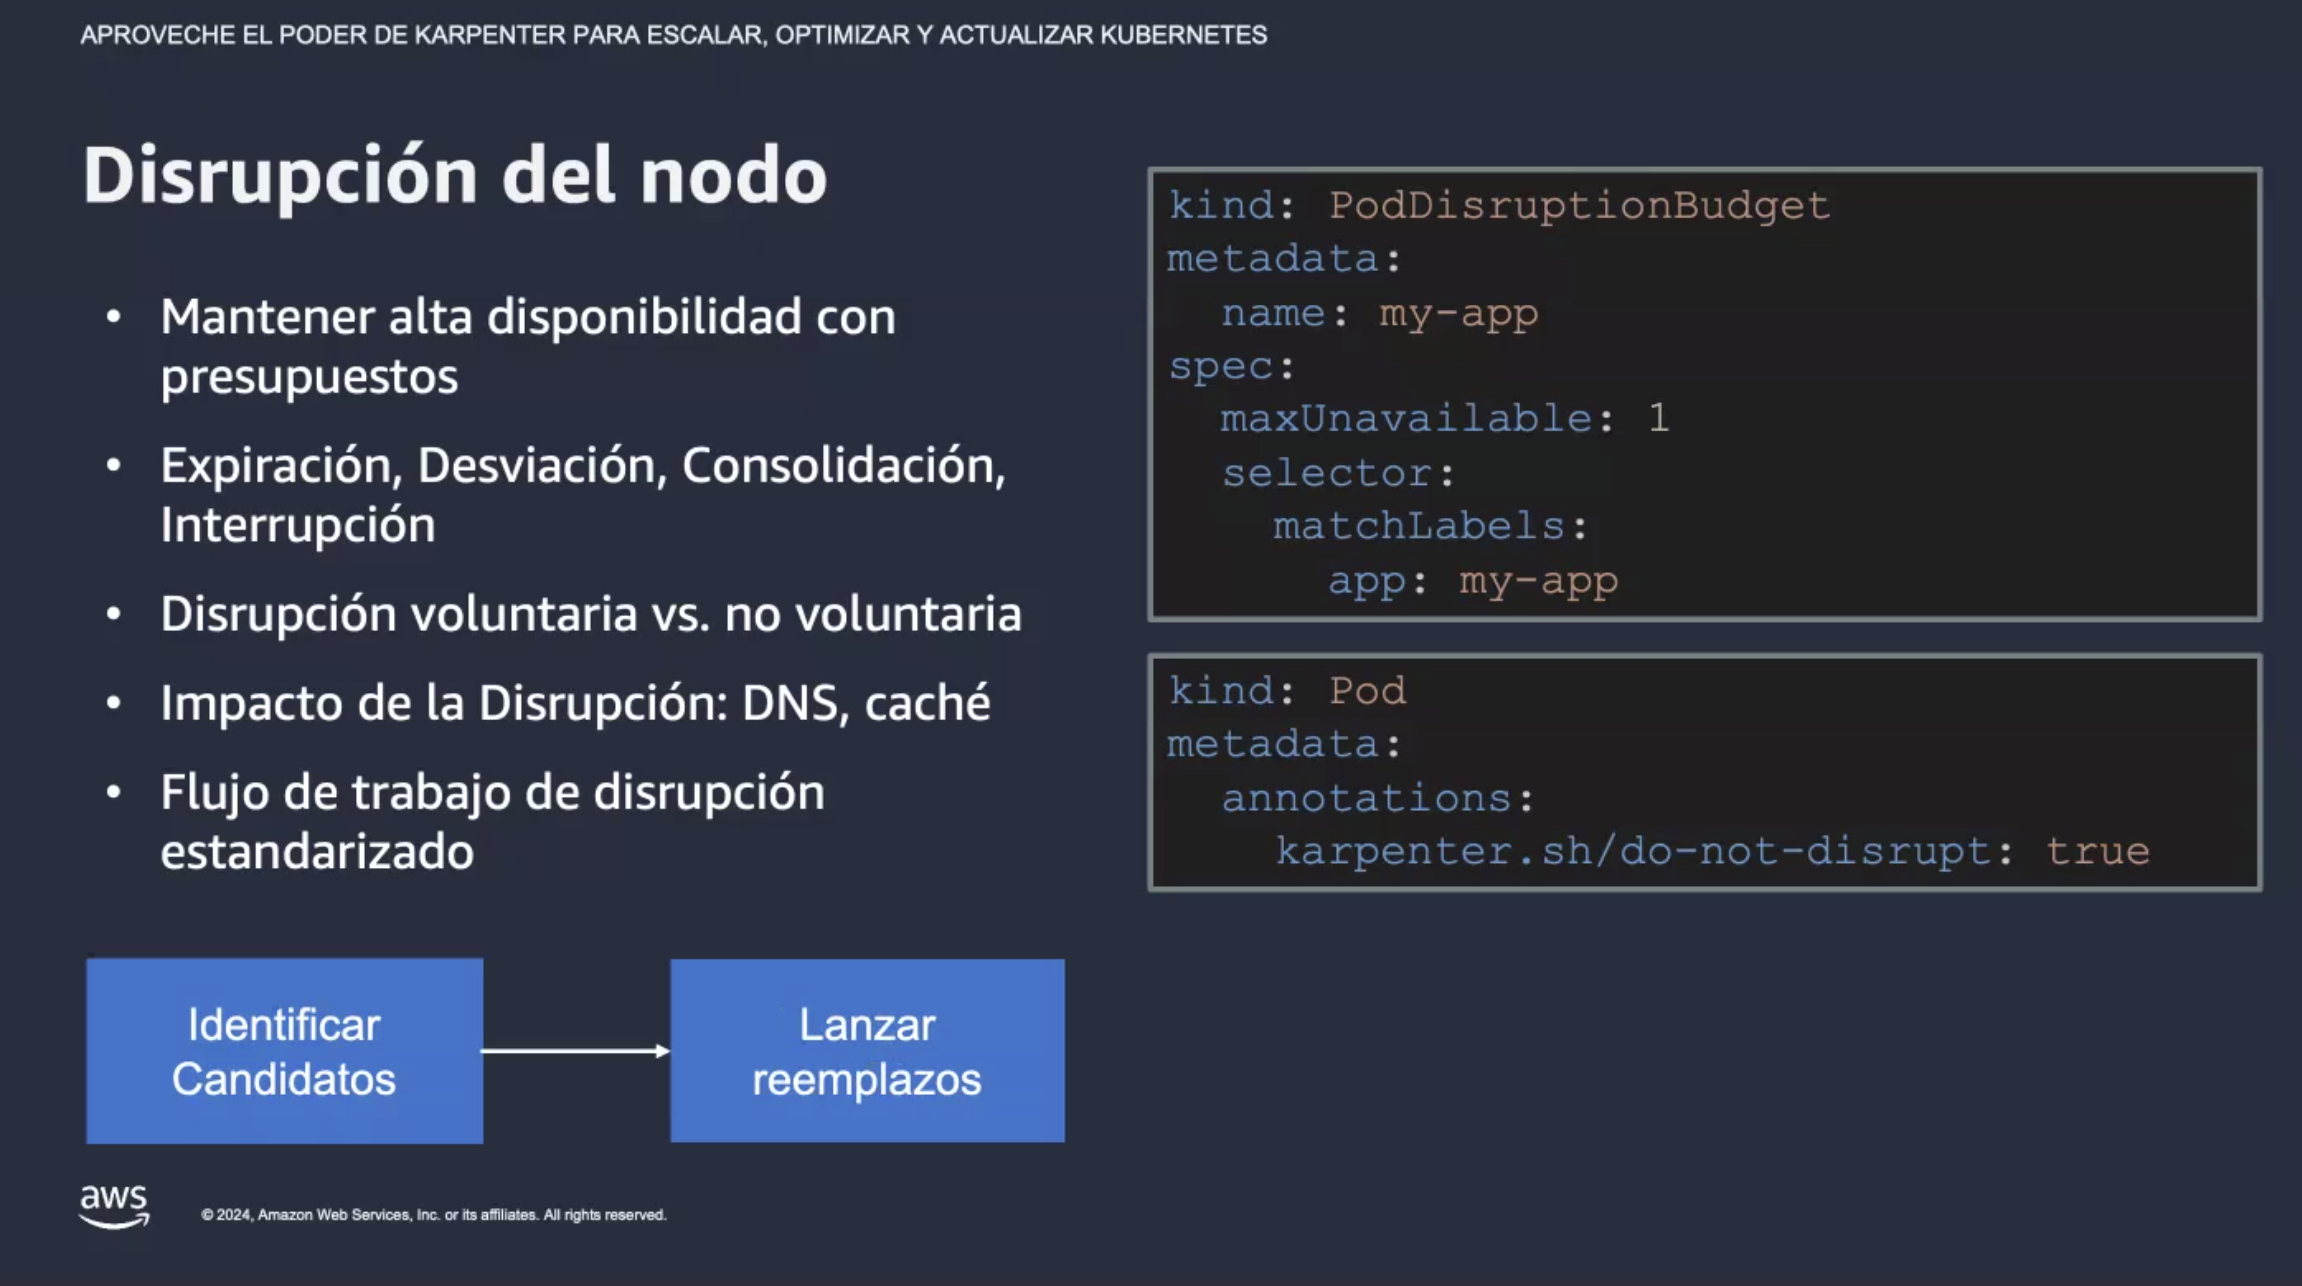 APROVECHE EL PODER DE KARPENTER PARA ESCALAR, OPTIMIZAR Y ACTUALIZAR KUBERNETES
Disrupción del nodo
• Mantener alta disponibilidad con
presupuestos
• Expiración, Desviación, Consolidación,
Interrupción
• Disrupción voluntaria vs. no voluntaria
• Impacto de la Disrupción: DNS, caché
• Flujo de trabajo de disrupción
estandarizado
kind: PodDisruptionBudget
metadata:
  name: my-app
spec:
  maxUnavailable: 1
  selector:
    matchLabels:
      app: my-app
kind: Pod
metadata:
  annotations:
    karpenter.sh/do-not-disrupt: true
Identificar
Candidatos
Lanzar
reemplazos
aws
© 2024, Amazon Web Services, Inc. or its affiliates. All rights reserved.